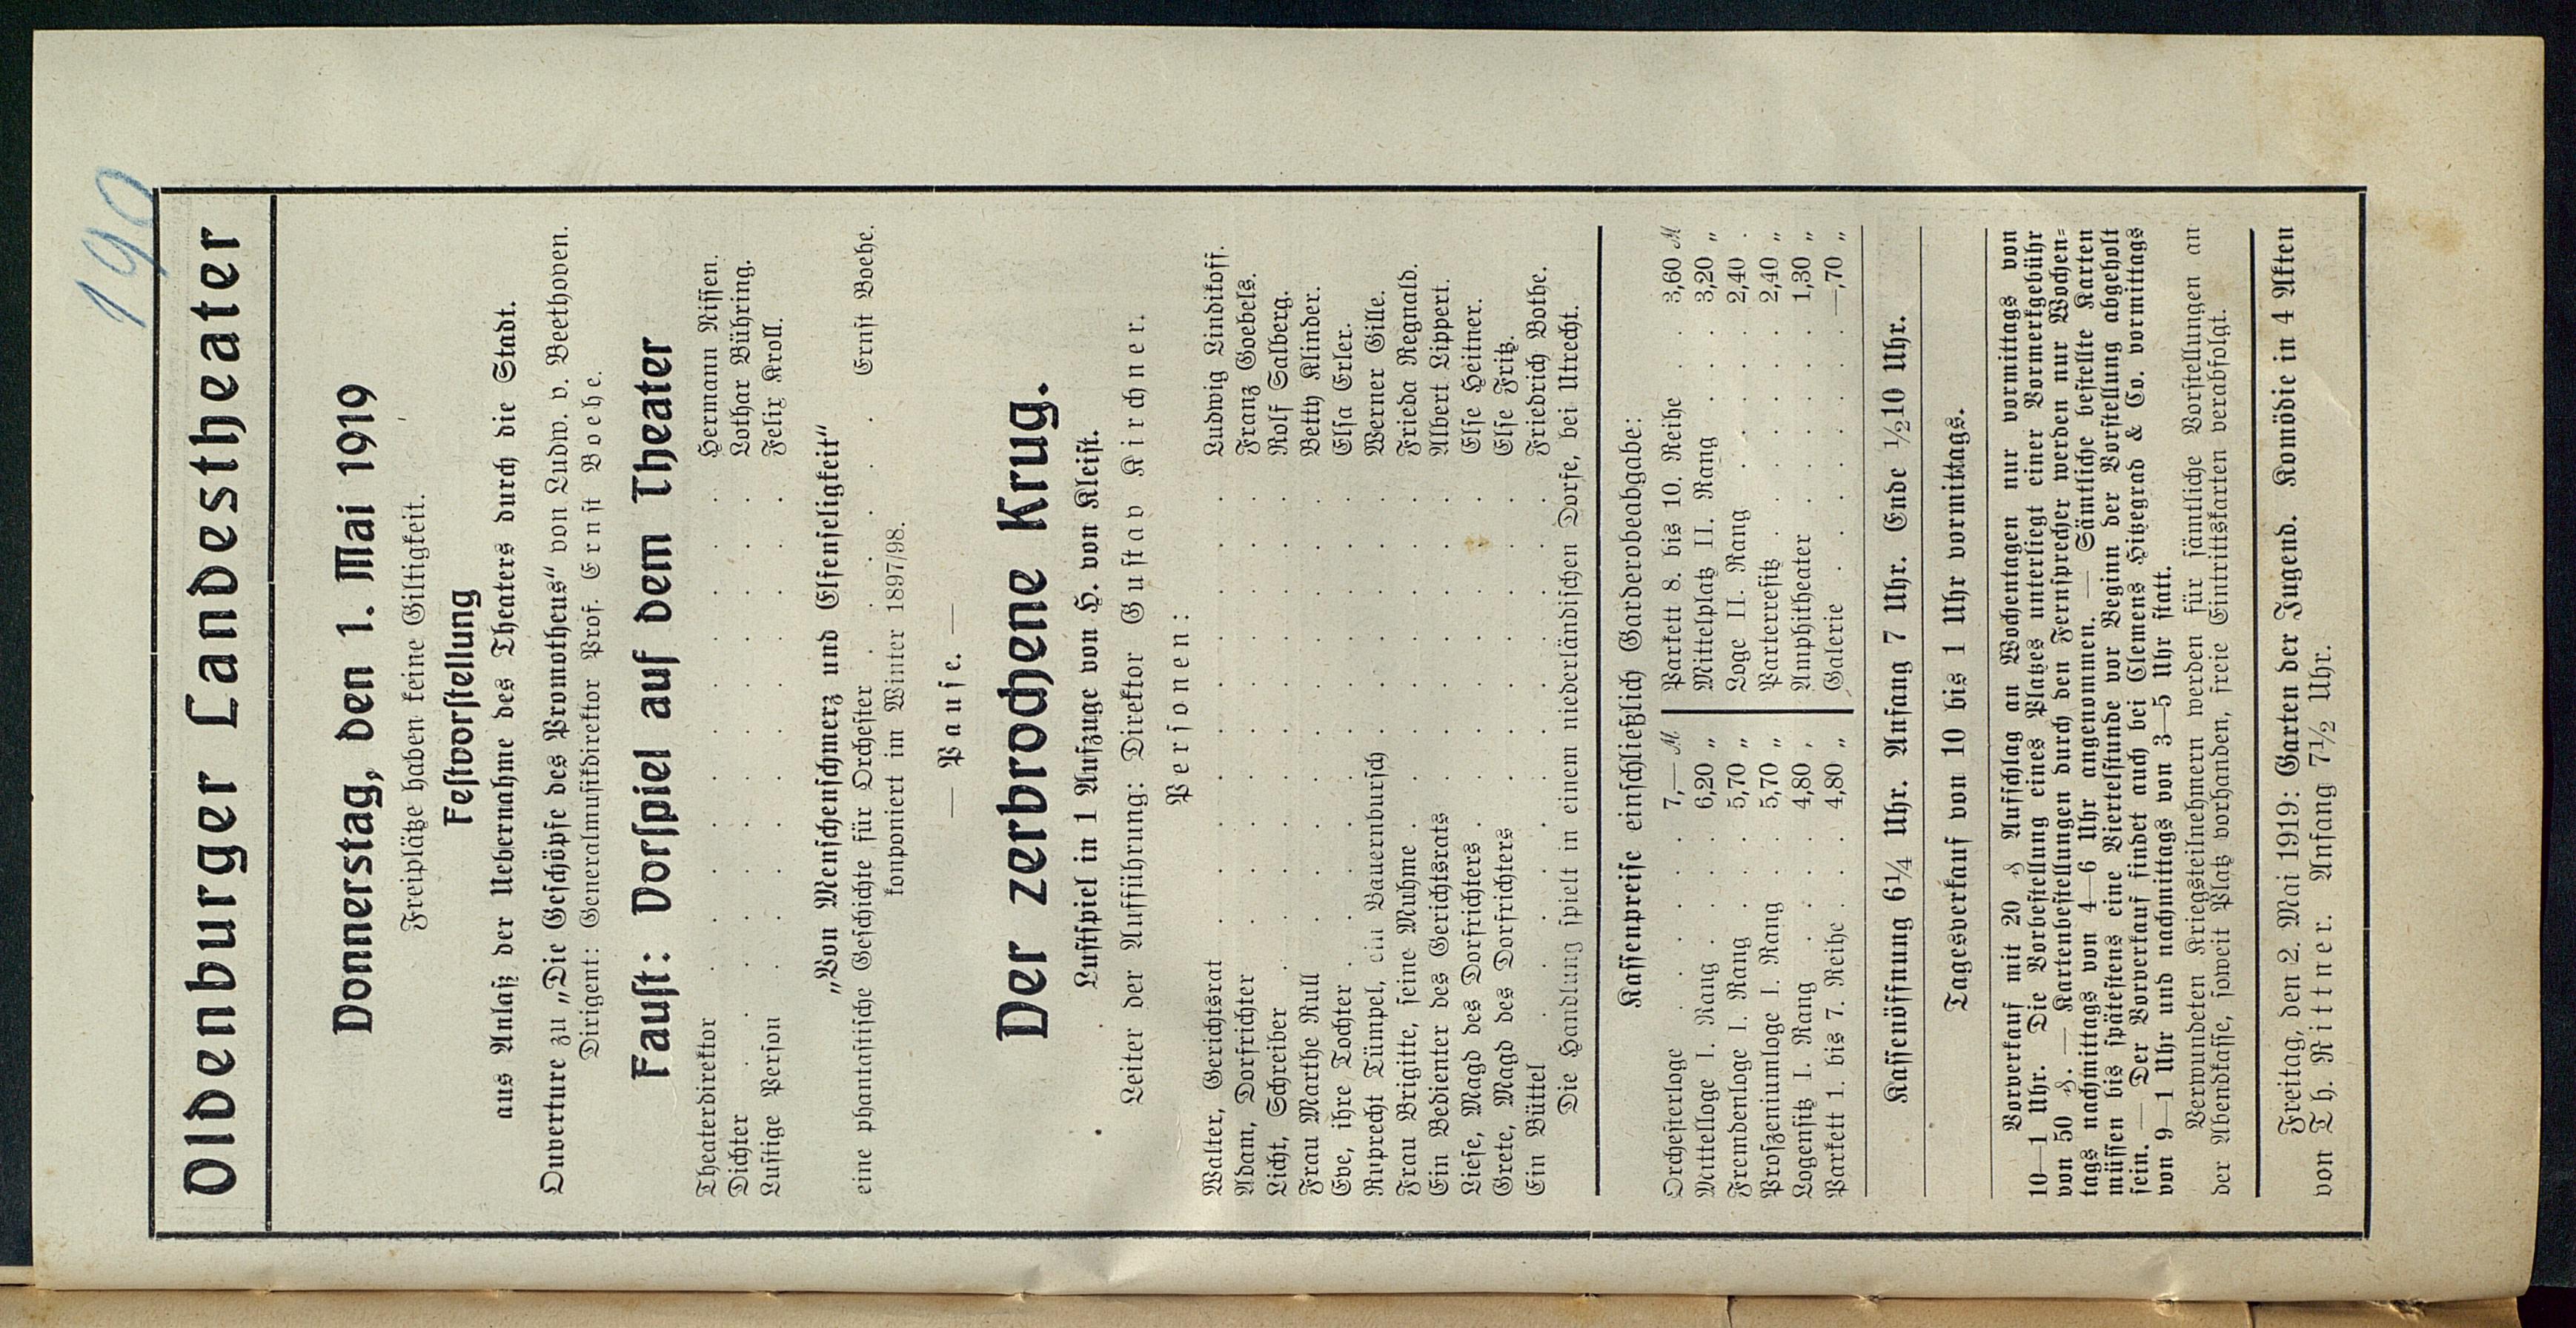 190
Oldenburger Landestheater
Donnerstag, den 1. Mai 1919
Freiplätze haben keine Giltigkeit.
Festvorstellung
aus Anlaß der Uebernahme des Theaters durch die Stadt.
Ouverture zu „Die Geschöpfe des Promotheus“ von Ludw. v. Beethoven.
Dirigent: Generalmusikdirektor Prof. Ernst Boehe.
Faust: Vorspiel auf dem Theater
Theaterdirektor . . . . . . . . Hermann Nissen.
Dichter . . . . . . . . Lothar Bühring.
Lustige Person . . . . . . . . Felix Kroll.
„Von Menschenschmerz und Elfenseligkeit“
eine phantastische Geschichte für Orchester . . . . . . Ernst Boehe.
komponiert im Winter 1897/98.
— Pause. —
Der zerbrochene Krug.
Lustspiel in 1 Aufzuge von H. von Kleist.
Leiter der Aufführung: Direktor Gustav Kirchner.
Personen:
Walter, Gerichtsrat . . . . . . . Ludwig Lindikoff.
Adam, Dorfrichter . . . . . . . Franz Goebels.
Licht, Schreiber . . . . . . . Rolf Salberg.
Frau Marthe Rull . . . . . . . Betty Klinder.
Eve, ihre Tochter . . . . . . . Elsa Erler.
Ruprecht Tümpel, ein Bauernbursch . . . . . Werner Gille.
Frau Brigitte, seine Muhme . . . . . . Frieda Regnald.
Ein Bedienter des Gerichtsrats . . . . . Albert Lippert.
Liese, Magd des Dorfrichters . . . . . . Else Heitner.
Grete, Magd des Dorfrichters . . . . . Else Fritz.
Ein Büttel . . . . . . . . Friedrich Bothe.
Die Handlung spielt in einem niederländischen Dorfe, bei Utrecht.
Kassenpreise einschließlich Garderobeabgabe:
Orchesterloge . . . . 7,— ℳ
Mittelloge I. Rang . . . 6,20 „
Fremdenloge I. Rang . . . 5,70 „
Proszeniumloge I. Rang . . 5,70 „
Logensitz I. Rang . . . 4,80 „
Parkett 1. bis 7. Reihe . . 4,80 „
Parkett 8. bis 10. Reihe . . 3,60 ℳ
Mittelplatz II. Rang . . . 3,20 „
Loge II. Rang . . . . 2,40 .
Parterresitz . . . . . 2,40 „
Amphitheater . . . . . 1,30 „
Galerie . . . . . —,70 „
Kassenöffnung 6¼ Uhr. Anfang 7 Uhr. Ende ½10 Uhr.
Tagesverkauf von 10 bis 1 Uhr vormittags.
Vorverkauf mit 20 ₰ Aufschlag an Wochentagen nur vormittags von
10—1 Uhr. Die Vorbestellung eines Platzes unterliegt einer Vormerkgebühr
von 50 ₰. — Kartenbestellungen durch den Fernsprecher werden nur Wochen-
tags nachmittags von 4—6 Uhr angenommen. — Sämtliche bestellte Karten
müssen bis spätestens eine Viertelstunde vor Beginn der Vorstellung abgeholt
sein. — Der Vorverkauf findet auch bei Clemens Hitzegrad & Co. vormittags
von 9—1 Uhr und nachmittags von 3—5 Uhr statt.
Verwundeten Kriegsteilnehmern werden für sämtliche Vorstellungen an
der Abendkasse, soweit Platz vorhanden, freie Eintrittskarten verabfolgt.
Freitag, den 2. Mai 1919: Garten der Jugend. Komödie in 4 Akten
von Th. Rittner. Anfang 7½ Uhr.